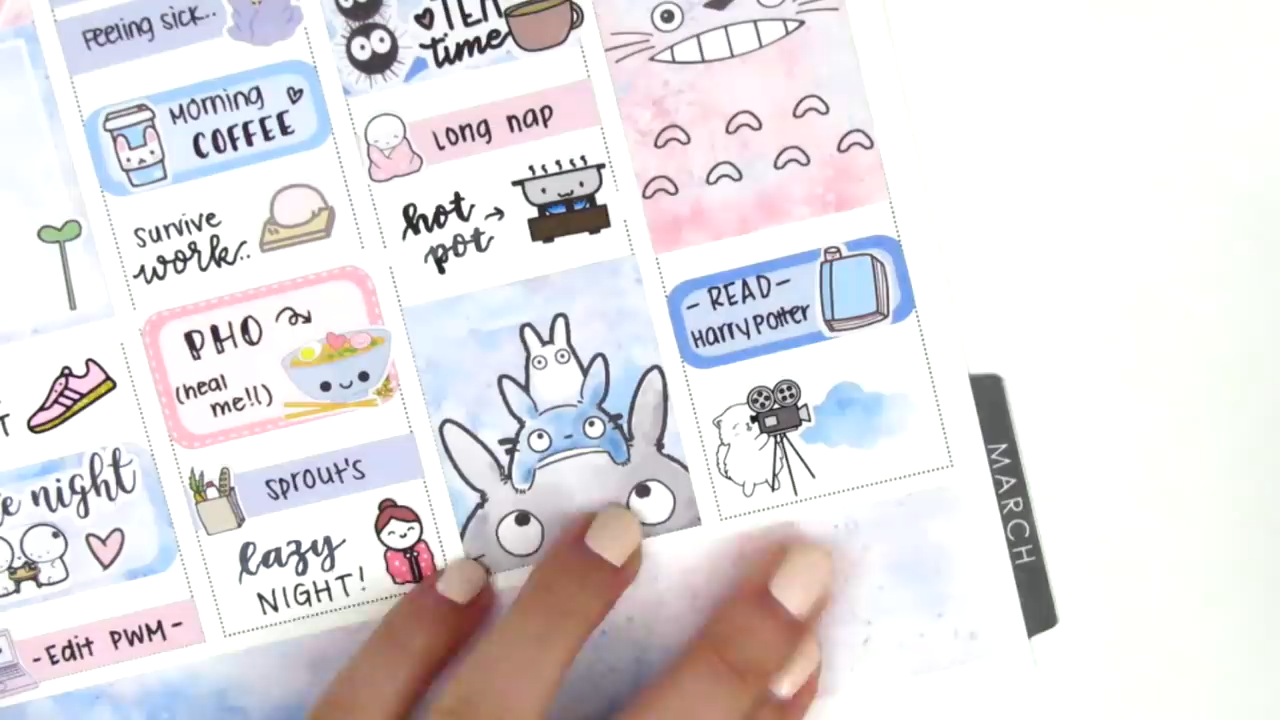 Feeling sick..
Morning
COFFEE
survive
work..
PHO
(heal
me!!)
sprout's
lazy
NIGHT!
night
-Edit PWM-
TEA
time
Long nap
hot
pot
-READ-
Harry Potter
MARCH